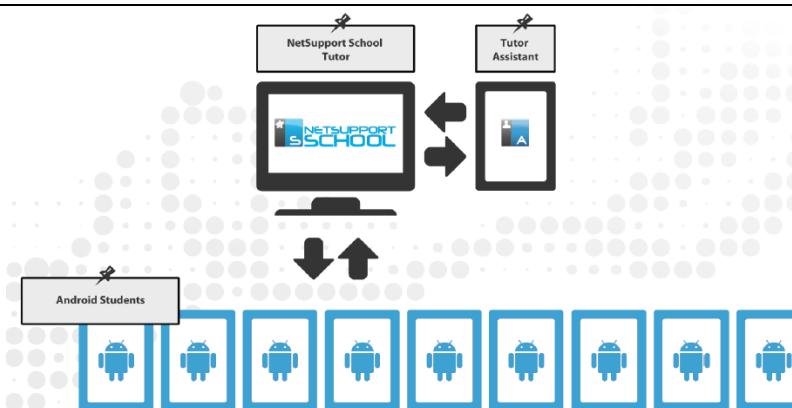 NetSupport School
Tutor
Tutor
Assistant
S
NETSUPPORT
SCHOOL
A
Android Students